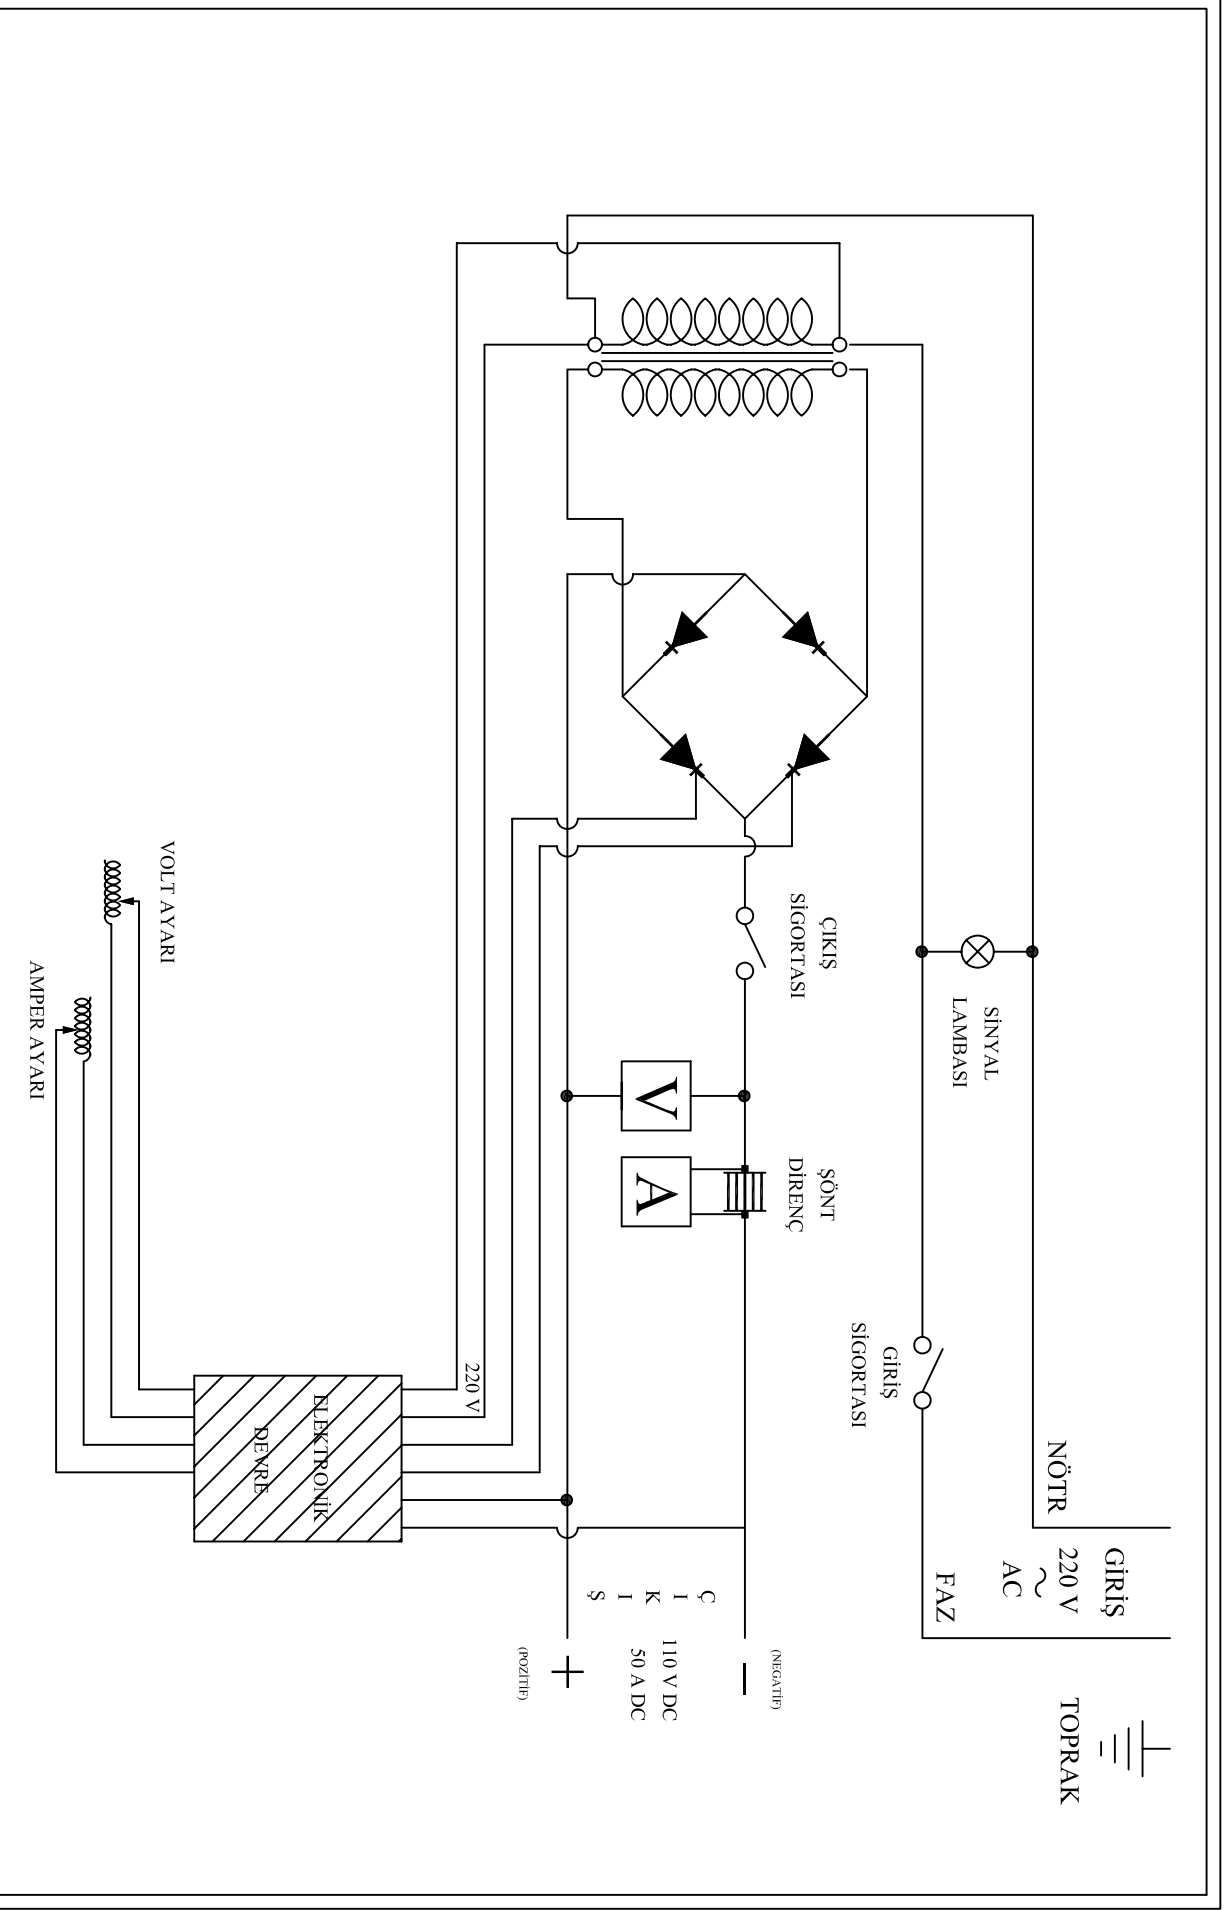 GİRİŞ
220 V
~
AC
NÖTR
FAZ
TOPRAK
SİNYAL
LAMBASI
GİRİŞ
SİGORTASI
ÇIKIŞ
SİGORTASI
ŞÖNT
DİRENÇ
V
A
(NEGATİF)
−
ÇIKIŞ
110 V DC
50 A DC
+
(POZİTİF)
220 V
ELEKTRONİK
DEVRE
VOLT AYARI
AMPER AYARI